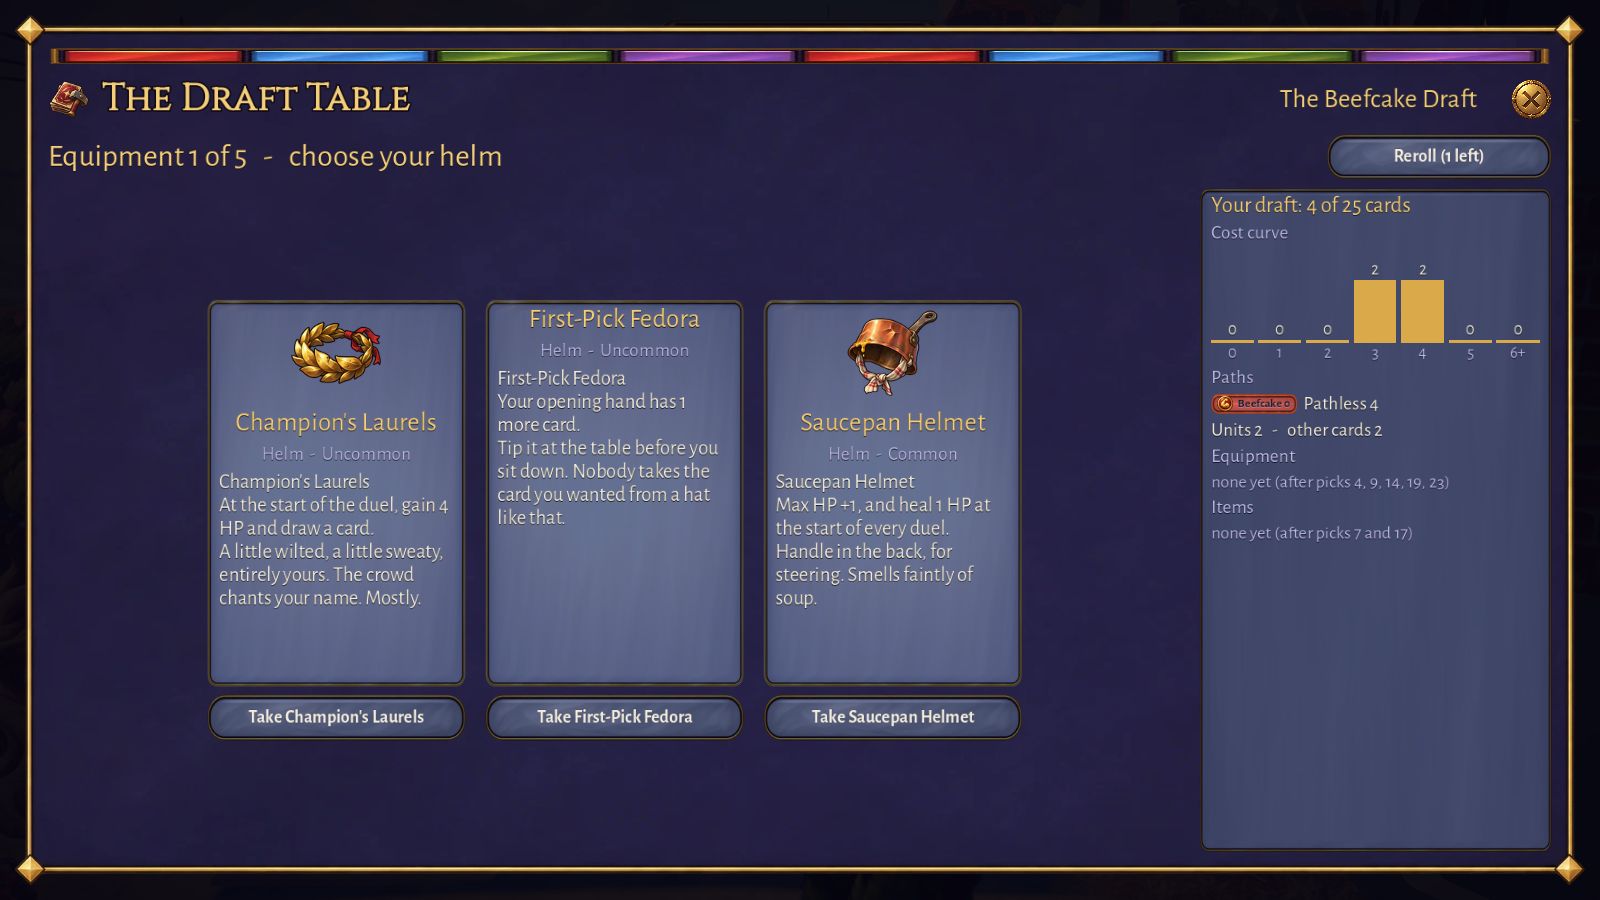 The Draft Table
The Beefcake Draft
Equipment 1 of 5 - choose your helm
Reroll (1 left)
Champion's Laurels
Helm - Uncommon
Champion's Laurels
At the start of the duel, gain 4
HP and draw a card.
A little wilted, a little sweaty,
entirely yours. The crowd
chants your name. Mostly.
Take Champion's Laurels
First-Pick Fedora
Helm - Uncommon
First-Pick Fedora
Your opening hand has 1
more card.
Tip it at the table before you
sit down. Nobody takes the
card you wanted from a hat
like that.
Take First-Pick Fedora
Saucepan Helmet
Helm - Common
Saucepan Helmet
Max HP +1, and heal 1 HP at
the start of every duel.
Handle in the back, for
steering. Smells faintly of
soup.
Take Saucepan Helmet
Your draft: 4 of 25 cards
Cost curve
0 0 0 2 2 0 0
0 1 2 3 4 5 6+
Paths
Beefcake 0 Pathless 4
Units 2 - other cards 2
Equipment
none yet (after picks 4, 9, 14, 19, 23)
Items
none yet (after picks 7 and 17)